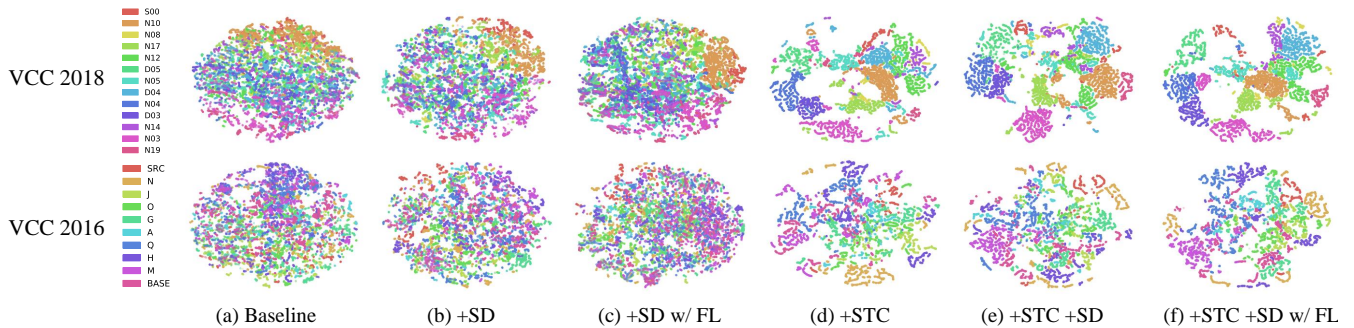 VCC 2018
S00
N10
N08
N17
N12
D05
N05
D04
N04
D03
N14
N03
N19
VCC 2016
SRC
N
J
O
G
A
Q
H
M
BASE
(a) Baseline
(b) +SD
(c) +SD w/ FL
(d) +STC
(e) +STC +SD
(f) +STC +SD w/ FL